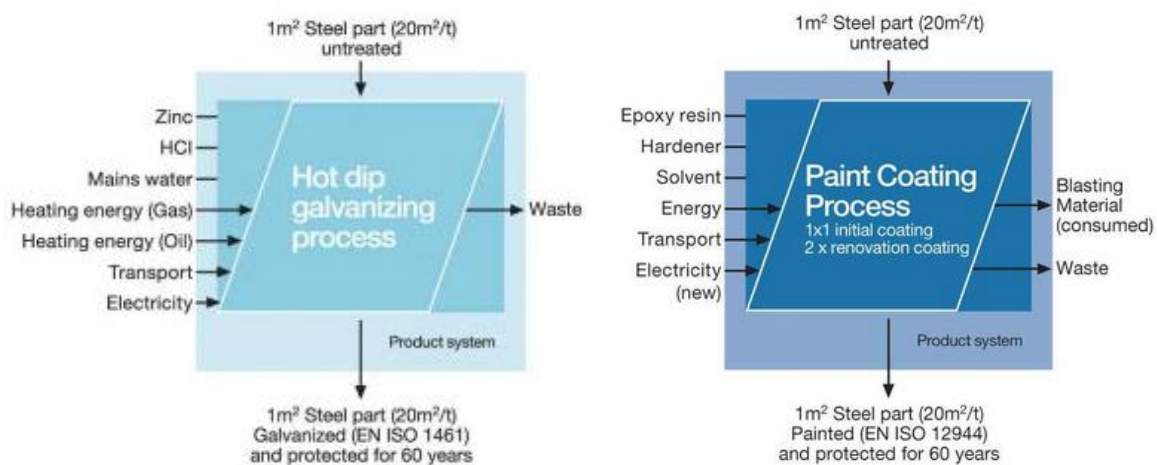 1m² Steel part (20m²/t)
untreated
Zinc
HCl
Mains water
Heating energy (Gas)
Heating energy (Oil)
Transport
Electricity
Hot dip
galvanizing
process
Waste
Product system
1m² Steel part (20m²/t)
Galvanized (EN ISO 1461)
and protected for 60 years
1m² Steel part (20m²/t)
untreated
Epoxy resin
Hardener
Solvent
Energy
Transport
Electricity
(new)
Paint Coating
Process
1x1 initial coating
2 x renovation coating
Blasting
Material
(consumed)
Waste
Product system
1m² Steel part (20m²/t)
Painted (EN ISO 12944)
and protected for 60 years